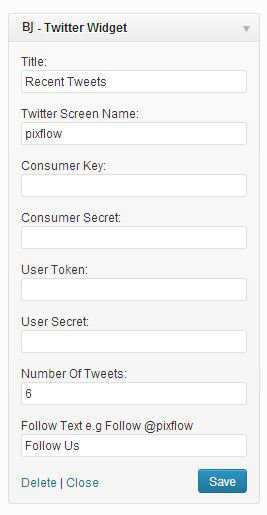 BJ - Twitter Widget
Title:
Recent Tweets
Twitter Screen Name:
pixflow
Consumer Key:
Consumer Secret:
User Token:
User Secret:
Number Of Tweets:
6
Follow Text e.g Follow @pixflow
Follow Us
Delete | Close
Save